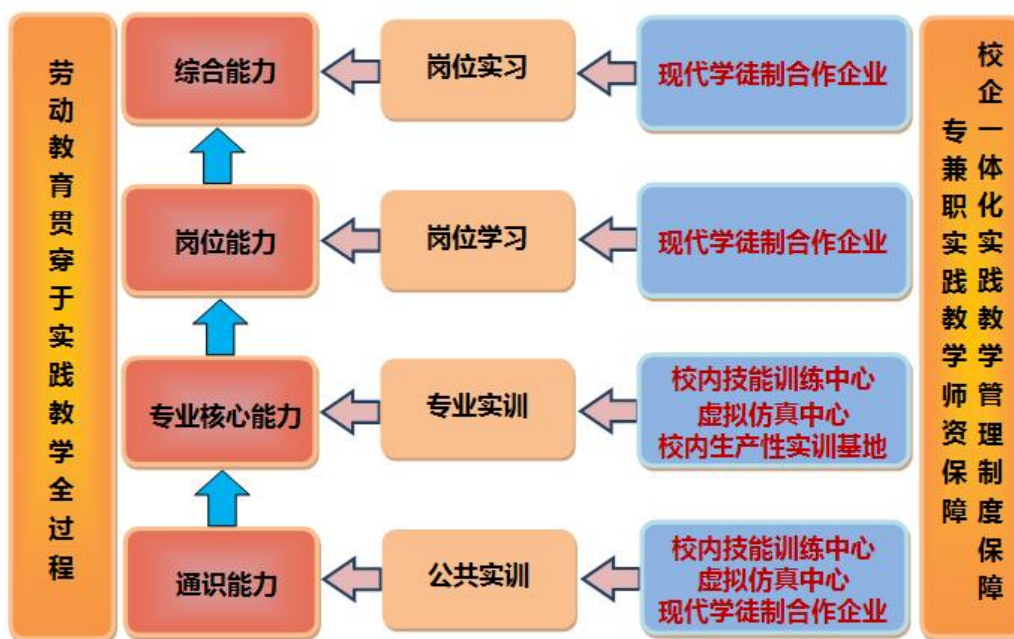 劳动教育贯穿于实践教学全过程
综合能力
岗位实习
现代学徒制合作企业
岗位能力
岗位学习
现代学徒制合作企业
专业核心能力
专业实训
校内技能训练中心
虚拟仿真中心
校内生产性实训基地
通识能力
公共实训
校内技能训练中心
虚拟仿真中心
现代学徒制合作企业
校企一体化实践教学管理制度保障
专兼职实践教学师资保障